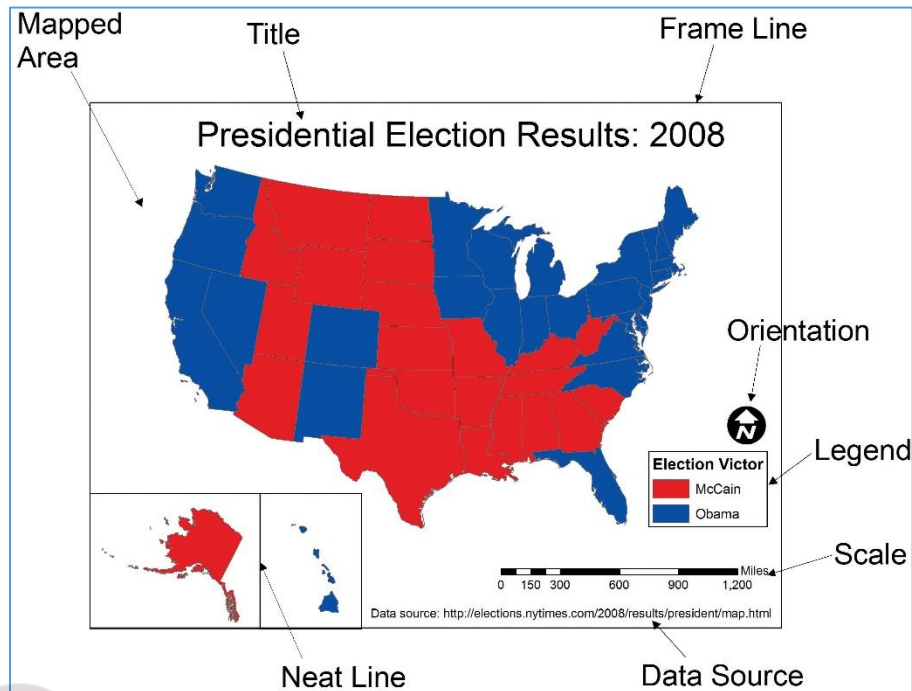 Mapped
Area
Title
Frame Line
Presidential Election Results: 2008
Orientation
N
Legend
Election Victor
McCain
Obama
Scale
Miles
0 150 300 600 900 1,200
Data source: http://elections.nytimes.com/2008/results/president/map.html
Neat Line
Data Source